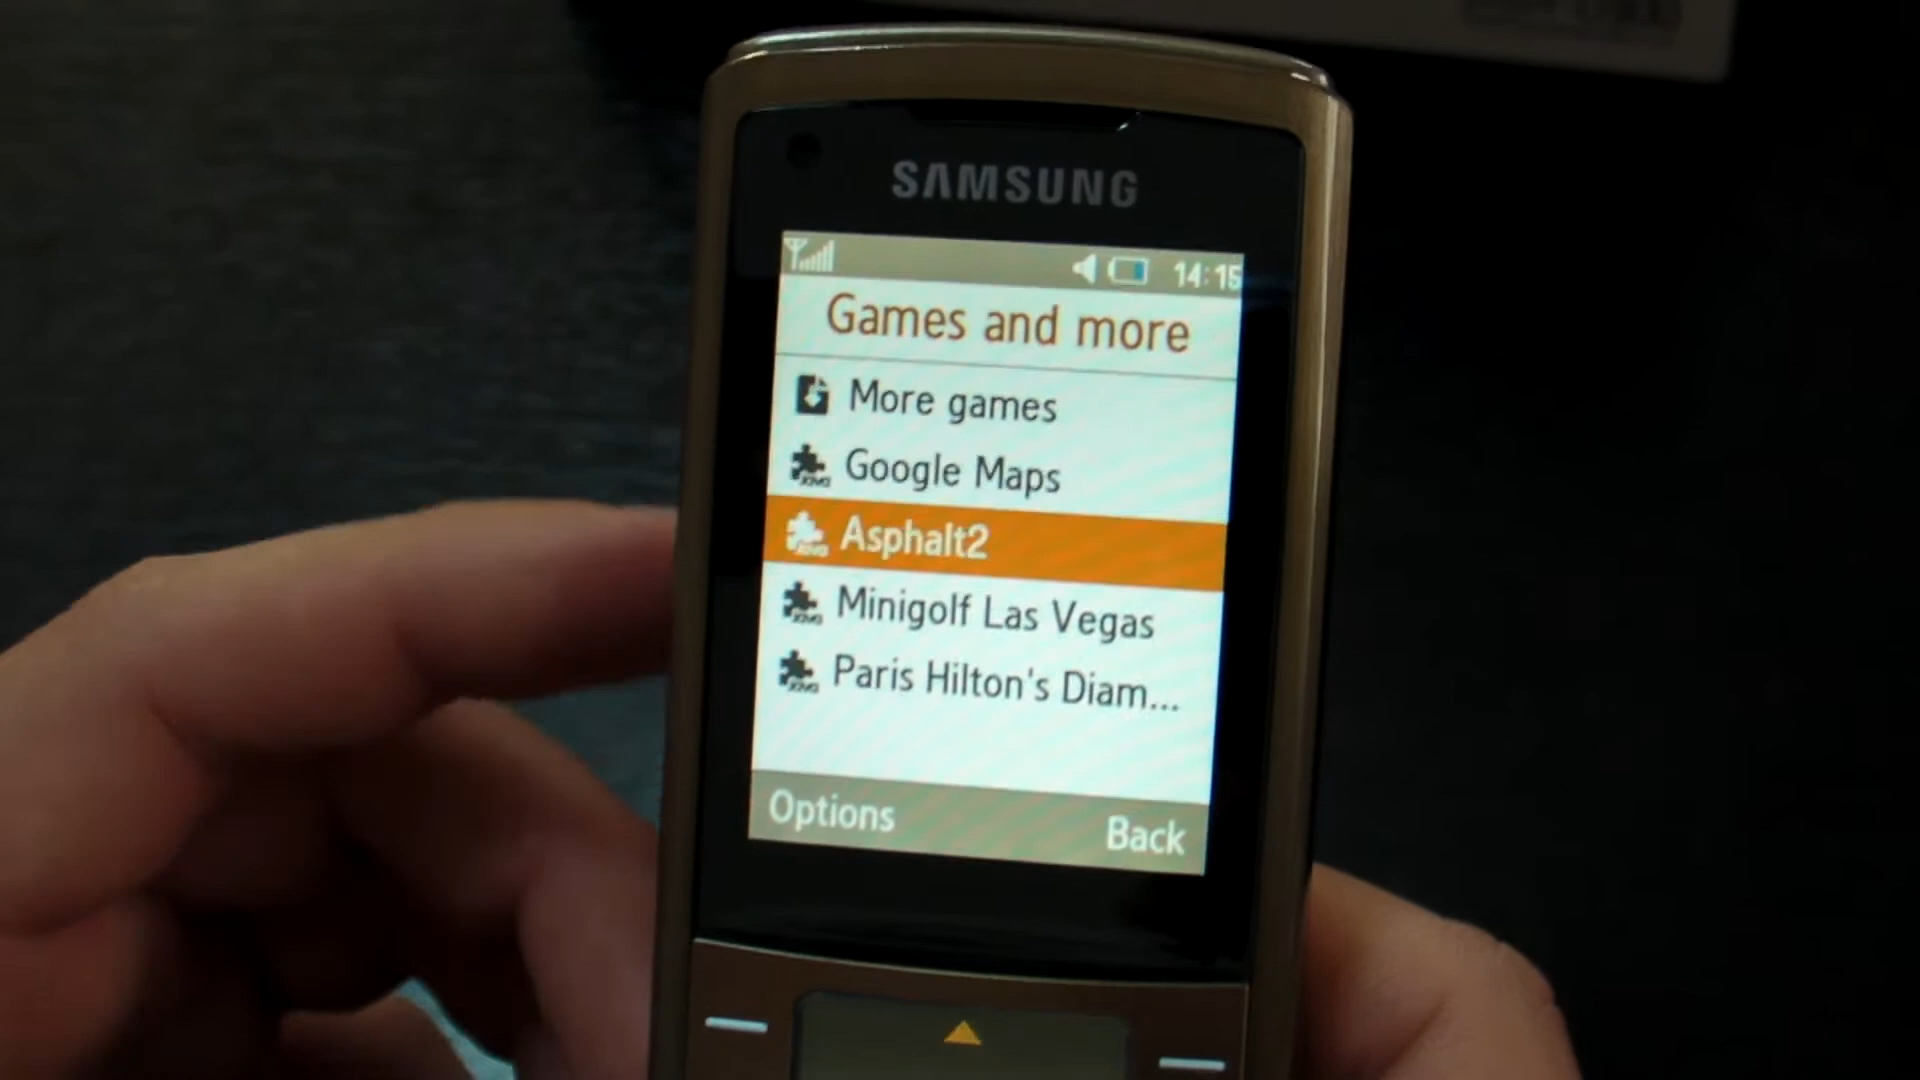 SAMSUNG
14:15
Games and more
More games
Google Maps
Asphalt2
Minigolf Las Vegas
Paris Hilton's Diam...
Options
Back